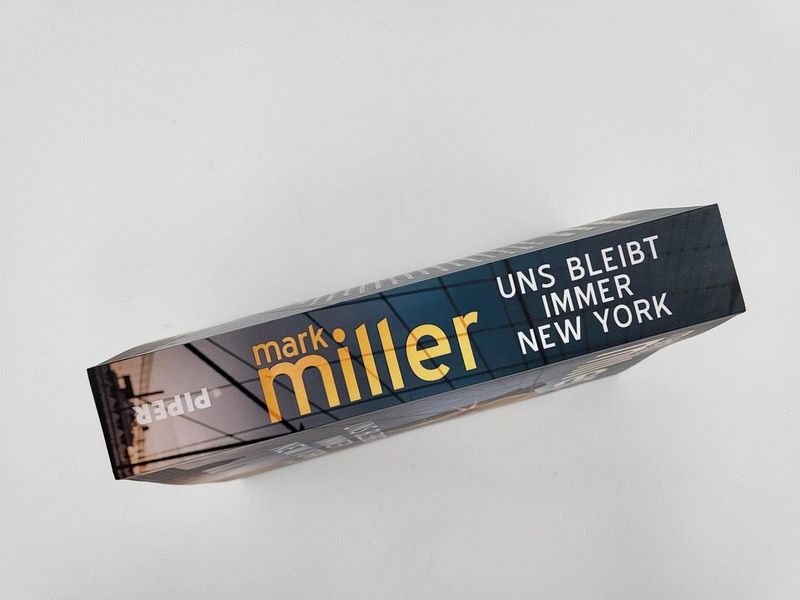 mark
miller
UNS BLEIBT
IMMER
NEW YORK
PIPER